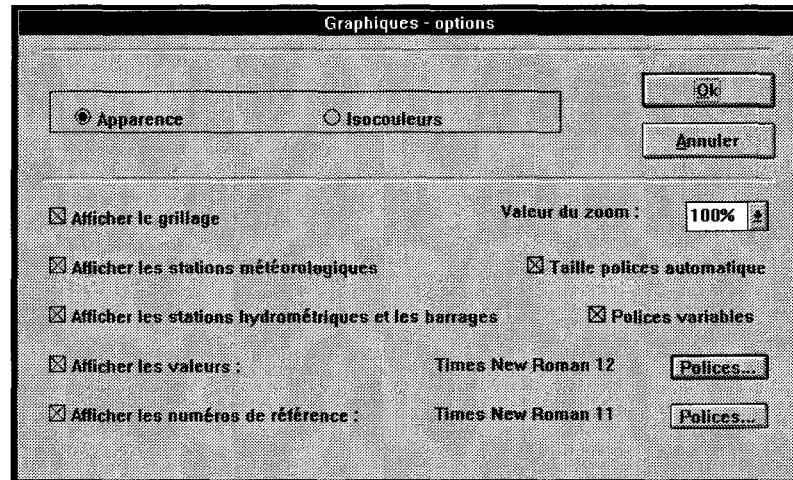 Graphiques - options
Ok
Apparence Isocouleurs
Annuler
Afficher le grillage Valeur du zoom : 100%
Afficher les stations météorologiques Taille polices automatique
Afficher les stations hydrométriques et les barrages Polices variables
Afficher les valeurs : Times New Roman 12 Polices...
Afficher les numéros de référence : Times New Roman 11 Polices...